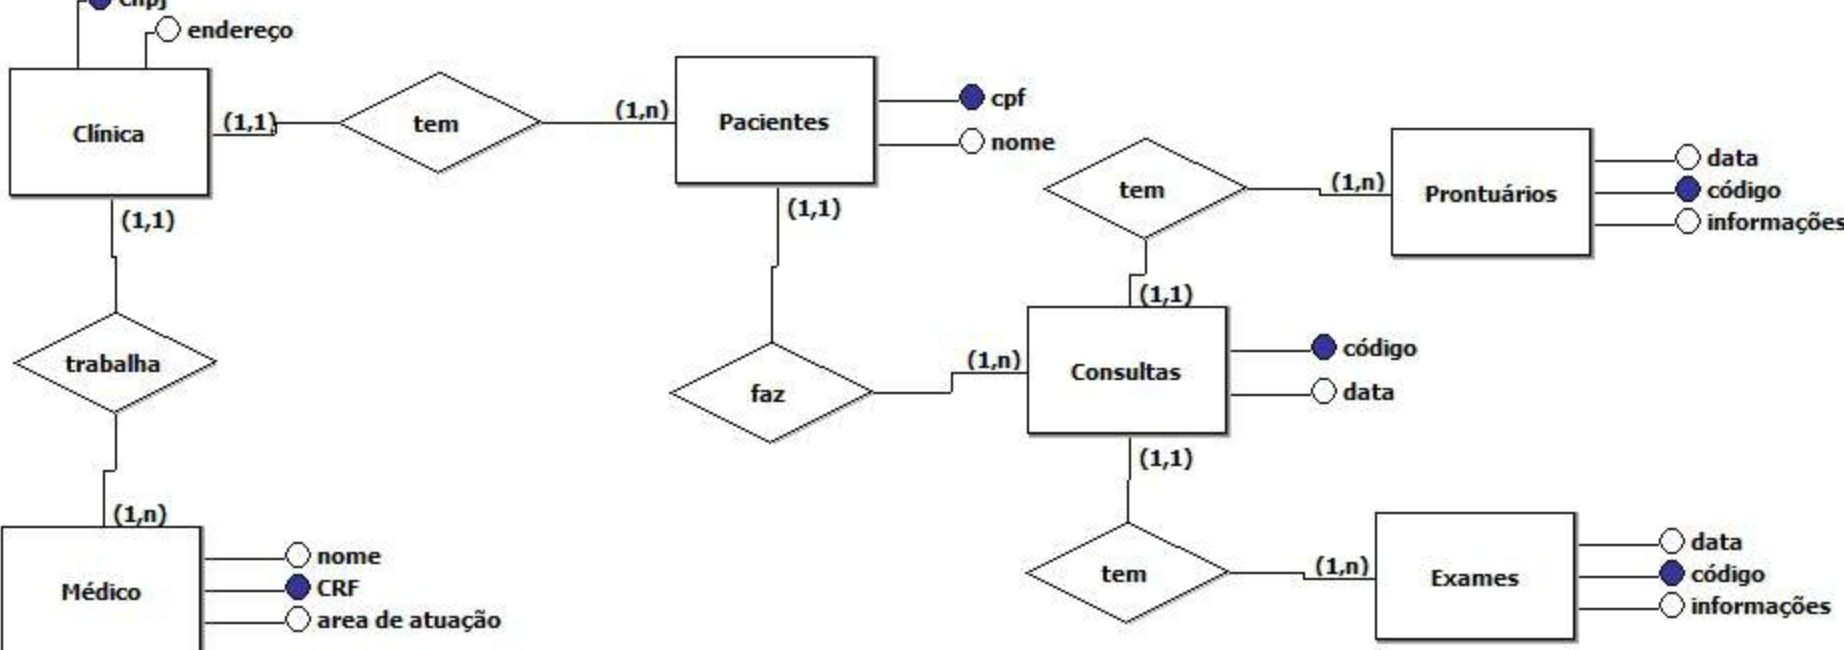 Cnpj
endereço
Clínica
(1,1)
tem
(1,n)
Pacientes
cpf
nome
(1,1)
(1,1)
tem
(1,n)
Prontuários
data
código
informações
(1,1)
trabalha
faz
(1,n)
Consultas
código
data
(1,1)
(1,n)
Médico
nome
CRF
area de atuação
tem
(1,n)
Exames
data
código
informações